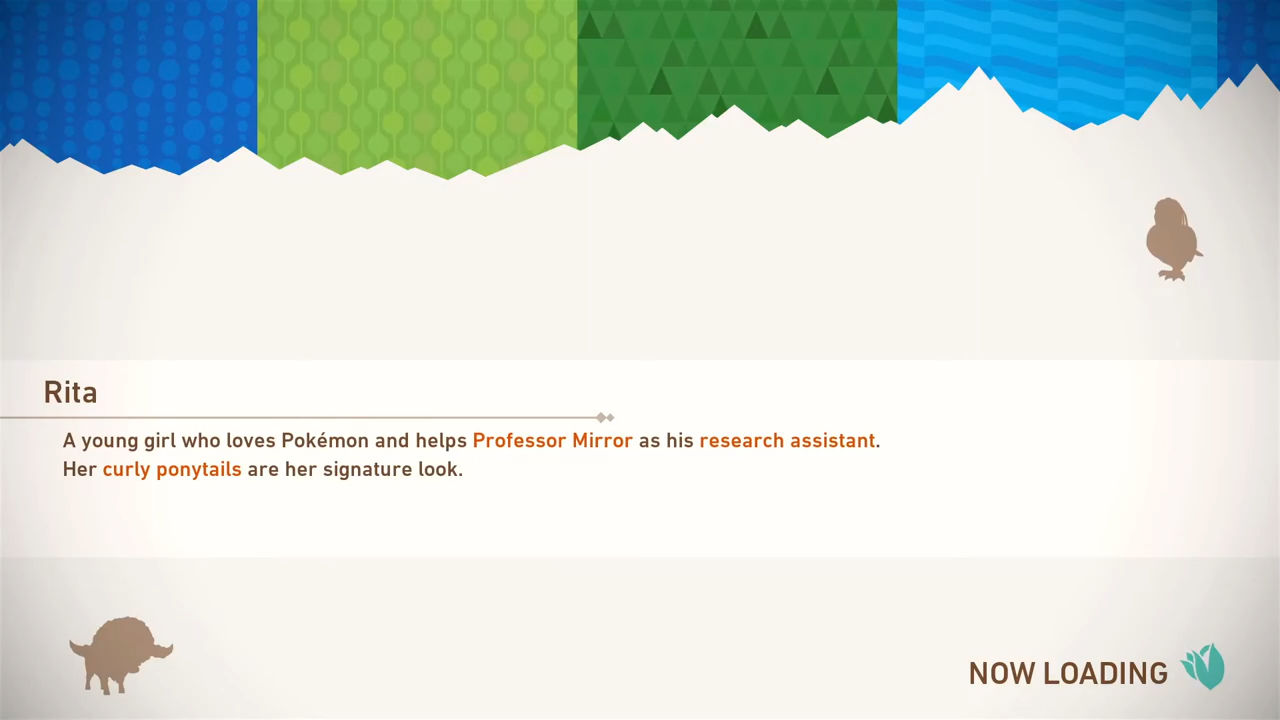 Rita
A young girl who loves Pokémon and helps Professor Mirror as his research assistant.
Her curly ponytails are her signature look.
NOW LOADING